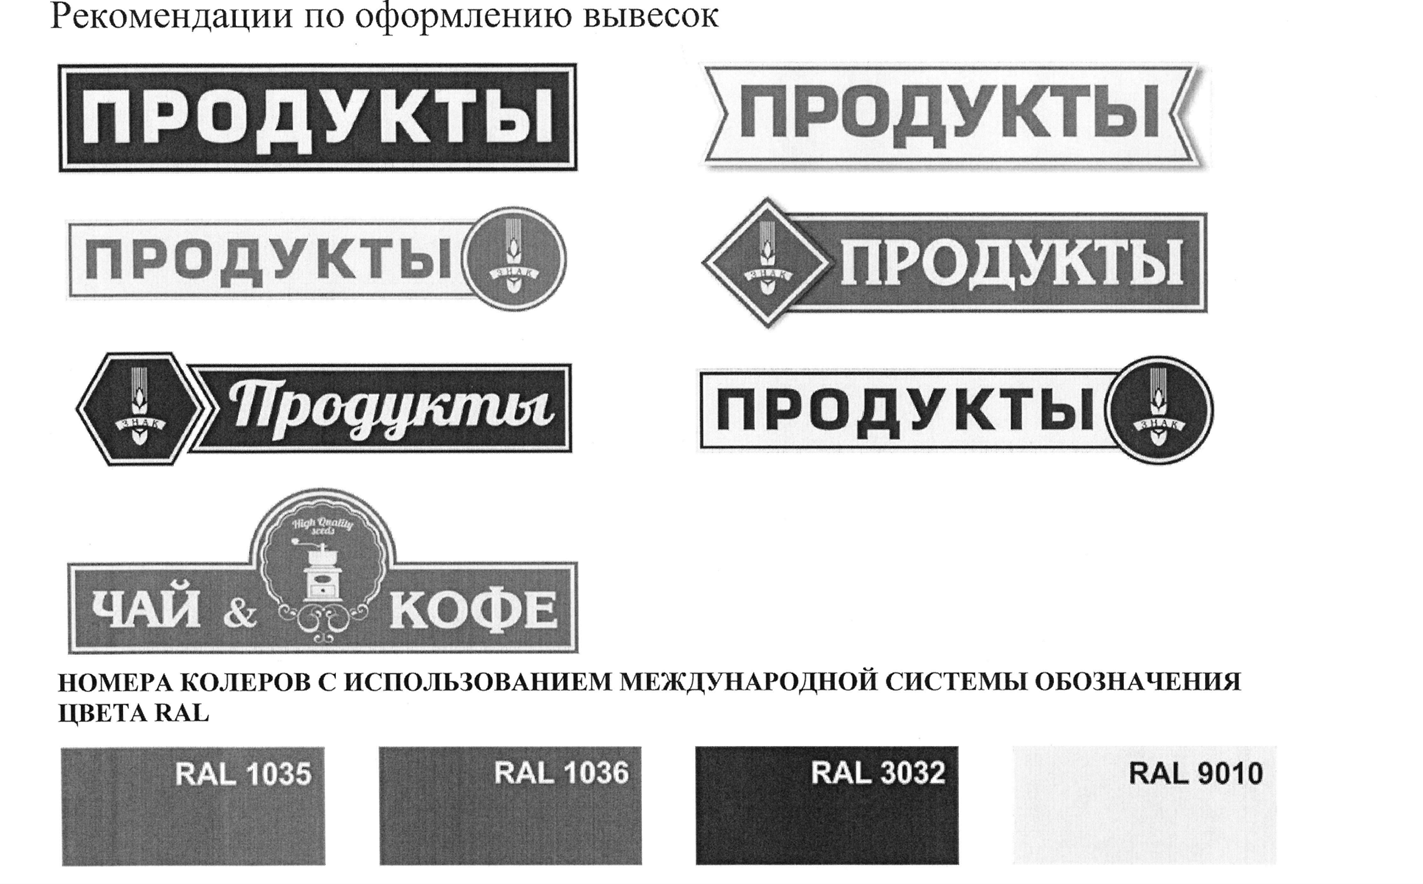 Рекомендации по оформлению вывесок
ПРОДУКТЫ
ПРОДУКТЫ
ПРОДУКТЫ
ЗНАК
ЗНАК
ПРОДУКТЫ
ЗНАК
Продукты
ПРОДУКТЫ
ЗНАК
High Quality
seeds
ЧАЙ & КОФЕ
НОМЕРА КОЛЕРОВ С ИСПОЛЬЗОВАНИЕМ МЕЖДУНАРОДНОЙ СИСТЕМЫ ОБОЗНАЧЕНИЯ
ЦВЕТА RAL
RAL 1035
RAL 1036
RAL 3032
RAL 9010